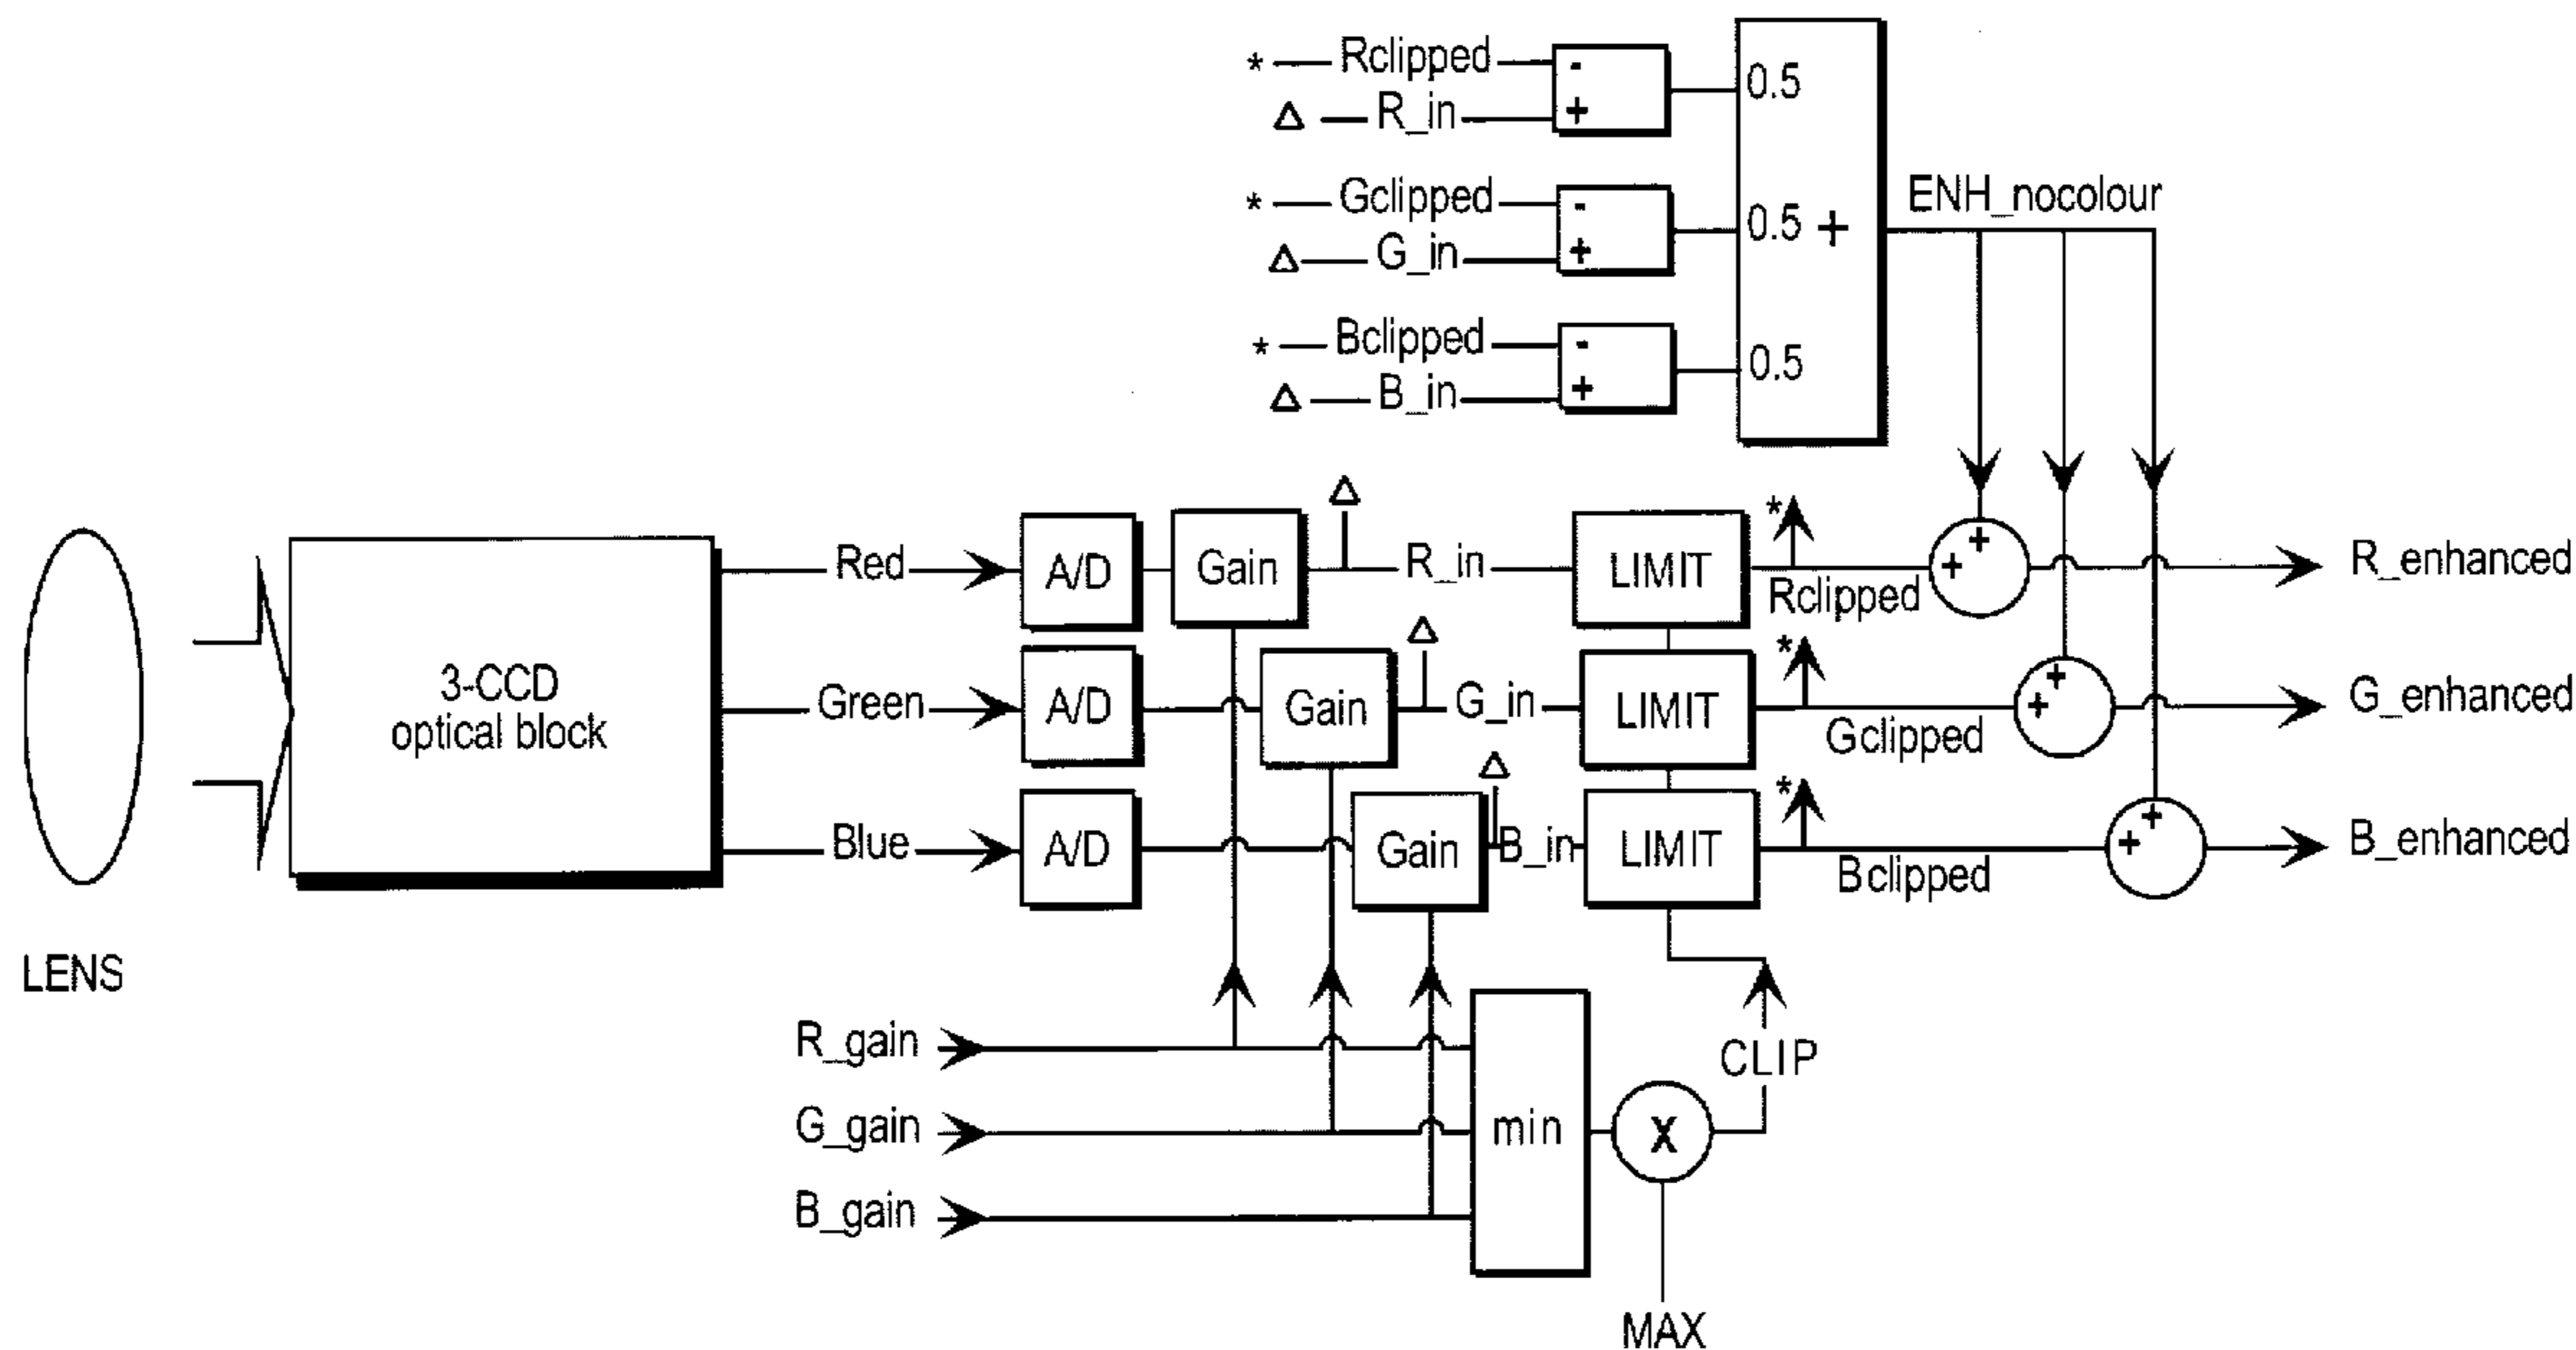 * Rclipped - 0.5
Δ R_in +
* Gclipped - 0.5 + ENH_nocolour
Δ G_in +
* Bclipped - 0.5
Δ B_in +
Δ *
Red A/D Gain R_in LIMIT + + R_enhanced
Rclipped
Δ *
3-CCD
optical block
Green A/D Gain G_in LIMIT + + G_enhanced
Gclipped
Δ *
Blue A/D Gain B_in LIMIT + + B_enhanced
Bclipped
LENS
R_gain
CLIP
G_gain min X
B_gain
MAX